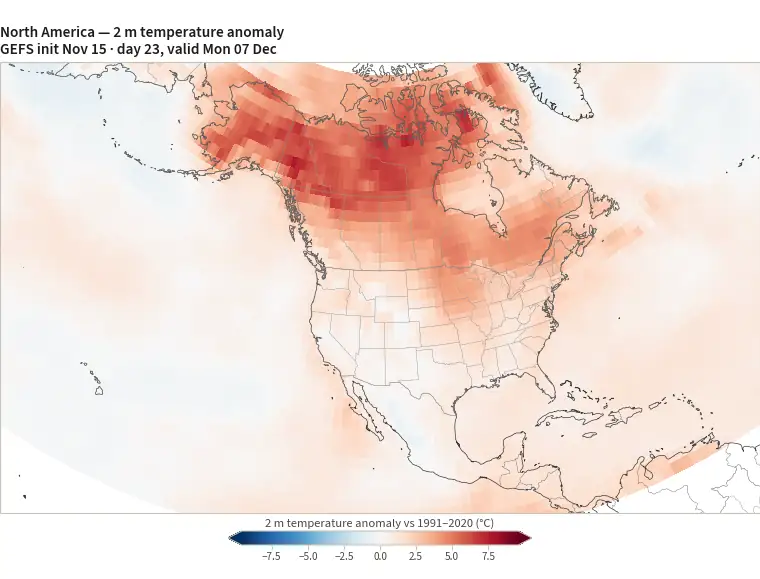 North America — 2 m temperature anomaly
GEFS init Nov 15 · day 23, valid Mon 07 Dec
2 m temperature anomaly vs 1991–2020 (°C)
−7.5 −5.0 −2.5 0.0 2.5 5.0 7.5